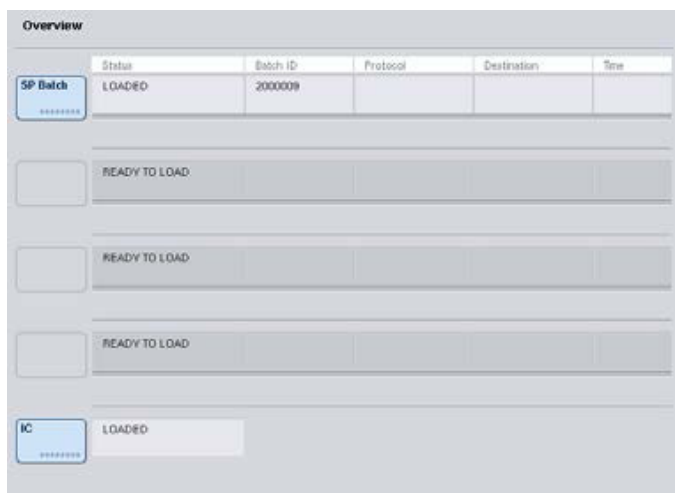 Overview
Status Batch ID Protocol Destination Time
SP Batch LOADED 2000009
READY TO LOAD
READY TO LOAD
READY TO LOAD
IC LOADED